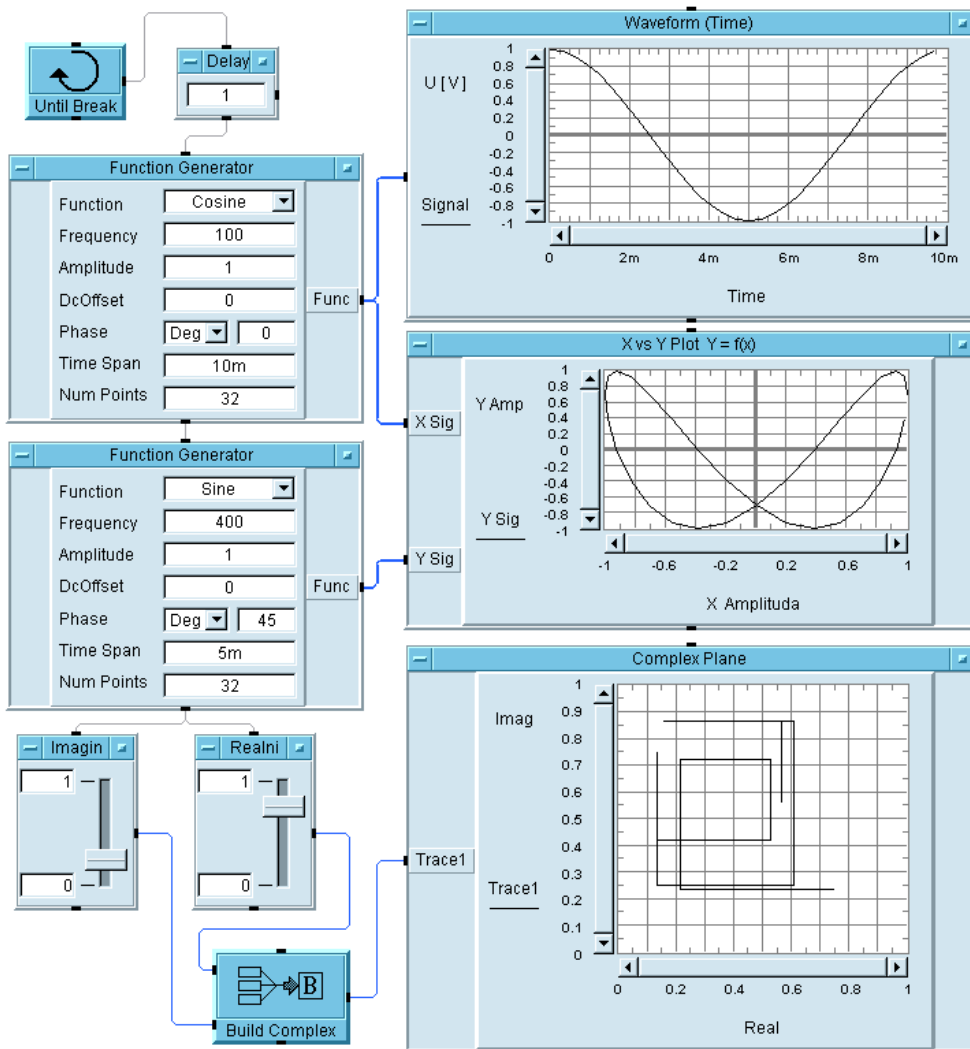 Until Break
Delay
1
Function Generator
Function Cosine
Frequency 100
Amplitude 1
DcOffset 0
Phase Deg 0
Time Span 10m
Num Points 32
Func
Function Generator
Function Sine
Frequency 400
Amplitude 1
DcOffset 0
Phase Deg 45
Time Span 5m
Num Points 32
Func
Imagin
1
0
Realni
1
0
B
Build Complex
Waveform (Time)
U [ V ]
Signal
1
0.8
0.6
0.4
0.2
0
-0.2
-0.4
-0.6
-0.8
-1
0 2m 4m 6m 8m 10m
Time
X vs Y Plot Y = f(x)
X Sig
Y Sig
Y Amp
Y Sig
1
0.8
0.6
0.4
0.2
0
-0.2
-0.4
-0.6
-0.8
-1
-1 -0.6 -0.2 0.2 0.6 1
X Amplituda
Complex Plane
Trace1
Imag
Trace1
1
0.9
0.8
0.7
0.6
0.5
0.4
0.3
0.2
0.1
0
0 0.2 0.4 0.6 0.8 1
Real